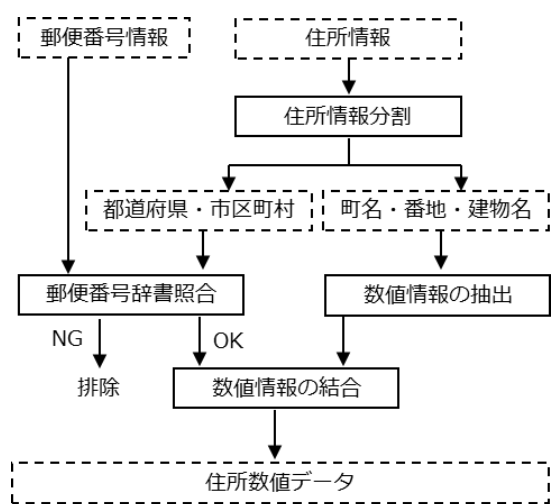 郵便番号情報
住所情報
住所情報分割
都道府県・市区町村
町名・番地・建物名
郵便番号辞書照合
数値情報の抽出
NG
OK
排除
数値情報の結合
住所数値データ